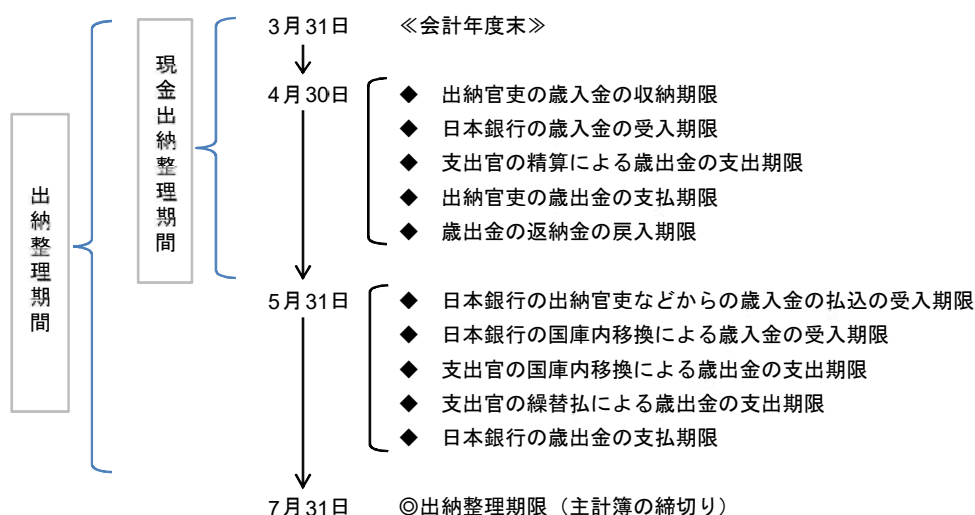 出納整理期間
現金出納整理期間
3月31日 ≪会計年度末≫
4月30日
◆ 出納官吏の歳入金の収納期限
◆ 日本銀行の歳入金の受入期限
◆ 支出官の精算による歳出金の支出期限
◆ 出納官吏の歳出金の支払期限
◆ 歳出金の返納金の戻入期限
5月31日
◆ 日本銀行の出納官吏などからの歳入金の払込の受入期限
◆ 日本銀行の国庫内移換による歳入金の受入期限
◆ 支出官の国庫内移換による歳出金の支出期限
◆ 支出官の繰替払による歳出金の支出期限
◆ 日本銀行の歳出金の支払期限
7月31日 ◎出納整理期限（主計簿の締切り）